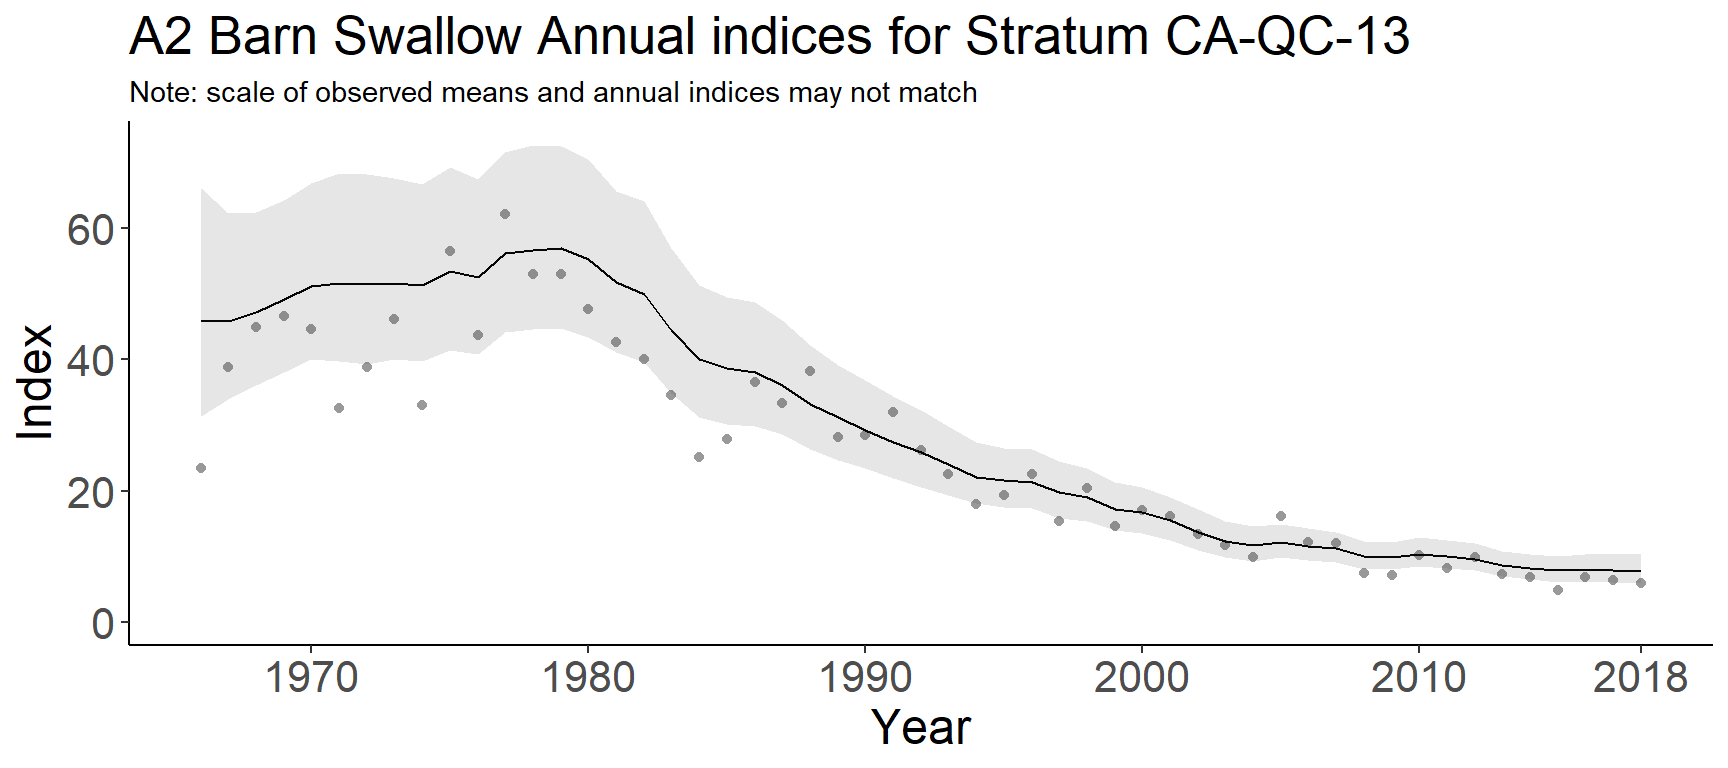 A2 Barn Swallow Annual indices for Stratum CA-QC-13
Note: scale of observed means and annual indices may not match
Index
60
40
20
0
1970 1980 1990 2000 2010 2018
Year